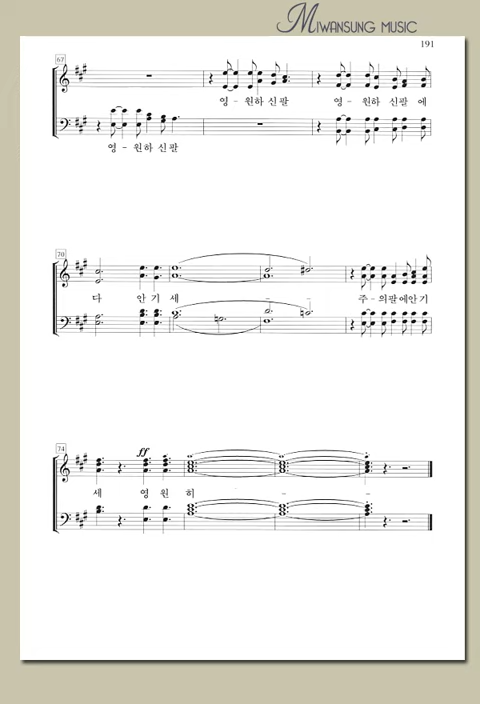 MIWANSUNG MUSIC
191
67
영 - 원하 신팔 영 - 원하 신팔 에
영 - 원하 신팔
70
다 안기 세 - - 주 - 의팔에안기
74
ff
세 영 원 히 - - -